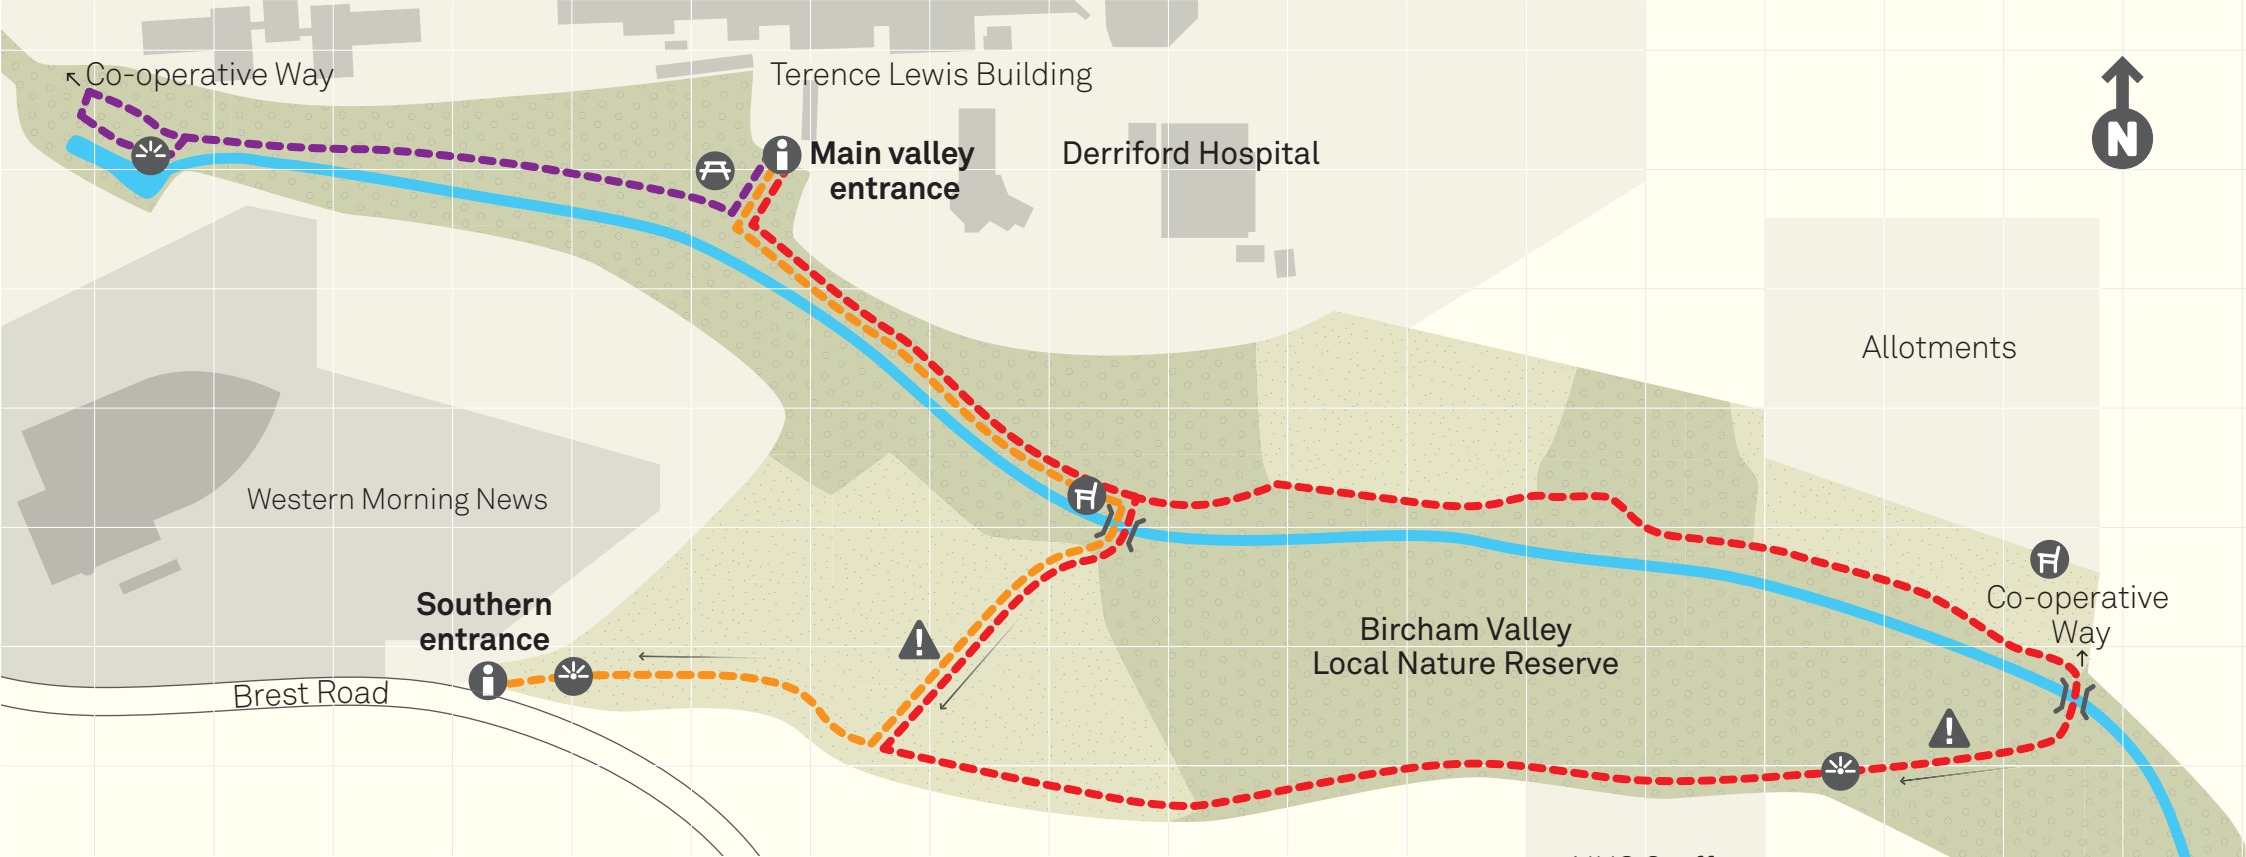 Co-operative Way
Terence Lewis Building
N
Main valley
entrance
Derriford Hospital
Allotments
Western Morning News
Southern
entrance
Co-operative
Way
Bircham Valley
Local Nature Reserve
Brest Road